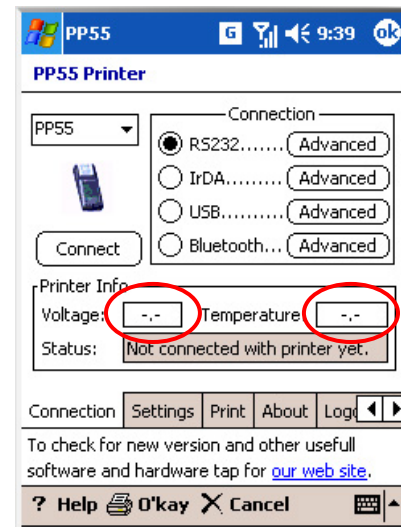 PP55 G 9:39 ok
PP55 Printer
Connection
PP55
RS232....... Advanced
IrDA......... Advanced
USB.......... Advanced
Connect Bluetooth... Advanced
Printer Info
Voltage: -.- Temperature -.-
Status: Not connected with printer yet.
Connection Settings Print About Log
To check for new version and other usefull
software and hardware tap for our web site.
? Help O'kay Cancel